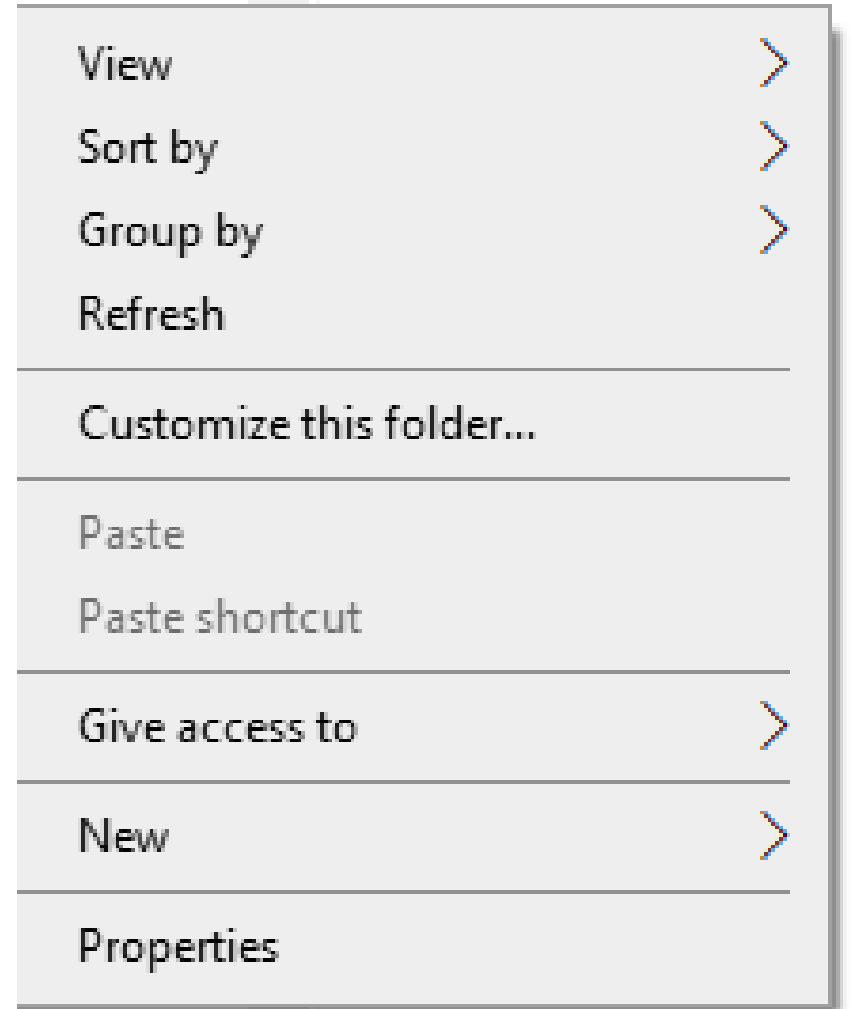 View
Sort by
Group by
Refresh
Customize this folder...
Paste
Paste shortcut
Give access to
New
Properties